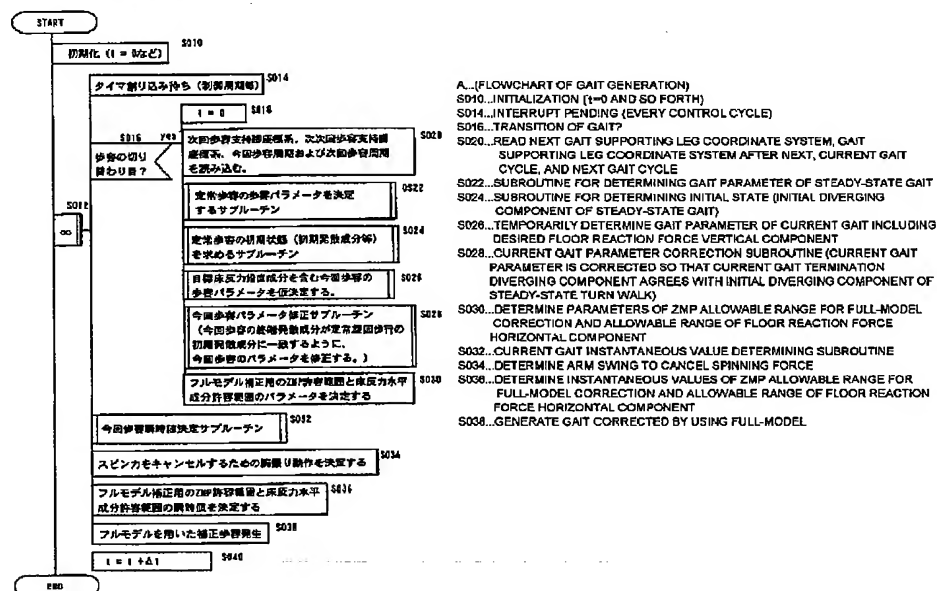 START
初期化 (t = 0など)
S010
タイマ割り込み待ち (制御周期毎)
S014
t = 0
S018
S016
yes
歩容の切り
替わり目?
次回歩容支持脚座標系、次次回歩容支持脚
座標系、今回歩容周期および次回歩容周期
を読み込む。
S020
定常歩容の歩容パラメータを決定
するサブルーチン
S022
S012
∞
定常歩容の初期状態 (初期発散成分等)
を求めるサブルーチン
S024
目標床反力鉛直成分を含む今回歩容の
歩容パラメータを仮決定する。
S026
今回歩容パラメータ修正サブルーチン
(今回歩容の終端発散成分が定常旋回歩行の
初期発散成分に一致するように、
今回歩容のパラメータを修正する。)
S028
フルモデル補正用のZMP許容範囲と床反力水平
成分許容範囲のパラメータを決定する
S030
今回歩容瞬時値決定サブルーチン
S032
スピン力をキャンセルするための腕振り動作を決定する
S034
フルモデル補正用のZMP許容範囲と床反力水平
成分許容範囲の瞬時値を決定する
S036
フルモデルを用いた補正歩容発生
S038
t = t +Δt
S040
END
A...(FLOWCHART OF GAIT GENERATION)
S010...INITIALIZATION (t=0 AND SO FORTH)
S014...INTERRUPT PENDING (EVERY CONTROL CYCLE)
S016...TRANSITION OF GAIT?
S020...READ NEXT GAIT SUPPORTING LEG COORDINATE SYSTEM, GAIT
SUPPORTING LEG COORDINATE SYSTEM AFTER NEXT, CURRENT GAIT
CYCLE, AND NEXT GAIT CYCLE
S022...SUBROUTINE FOR DETERMINING GAIT PARAMETER OF STEADY-STATE GAIT
S024...SUBROUTINE FOR DETERMINING INITIAL STATE (INITIAL DIVERGING
COMPONENT OF STEADY-STATE GAIT)
S026...TEMPORARILY DETERMINE GAIT PARAMETER OF CURRENT GAIT INCLUDING
DESIRED FLOOR REACTION FORCE VERTICAL COMPONENT
S028...CURRENT GAIT PARAMETER CORRECTION SUBROUTINE (CURRENT GAIT
PARAMETER IS CORRECTED SO THAT CURRENT GAIT TERMINATION
DIVERGING COMPONENT AGREES WITH INITIAL DIVERGING COMPONENT OF
STEADY-STATE TURN WALK)
S030...DETERMINE PARAMETERS OF ZMP ALLOWABLE RANGE FOR FULL-MODEL
CORRECTION AND ALLOWABLE RANGE OF FLOOR REACTION FORCE
HORIZONTAL COMPONENT
S032...CURRENT GAIT INSTANTANEOUS VALUE DETERMINING SUBROUTINE
S034...DETERMINE ARM SWING TO CANCEL SPINNING FORCE
S036...DETERMINE INSTANTANEOUS VALUES OF ZMP ALLOWABLE RANGE FOR
FULL-MODEL CORRECTION AND ALLOWABLE RANGE OF FLOOR REACTION
FORCE HORIZONTAL COMPONENT
S038...GENERATE GAIT CORRECTED BY USING FULL-MODEL